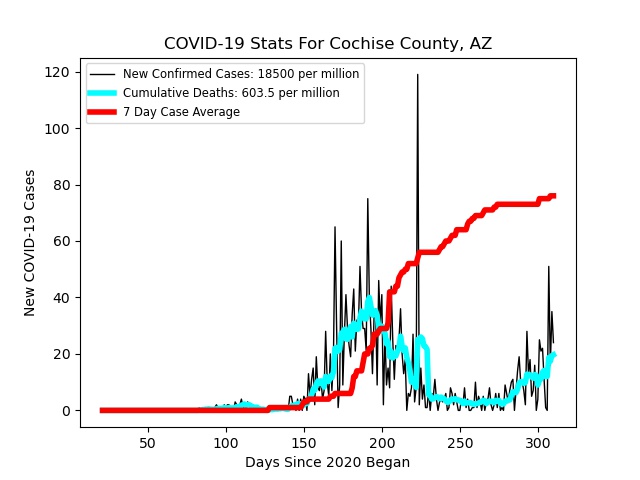 COVID-19 Stats For Cochise County, AZ
New Confirmed Cases: 18500 per million
Cumulative Deaths: 603.5 per million
7 Day Case Average
120
100
80
60
40
20
0
New COVID-19 Cases
50 100 150 200 250 300
Days Since 2020 Began